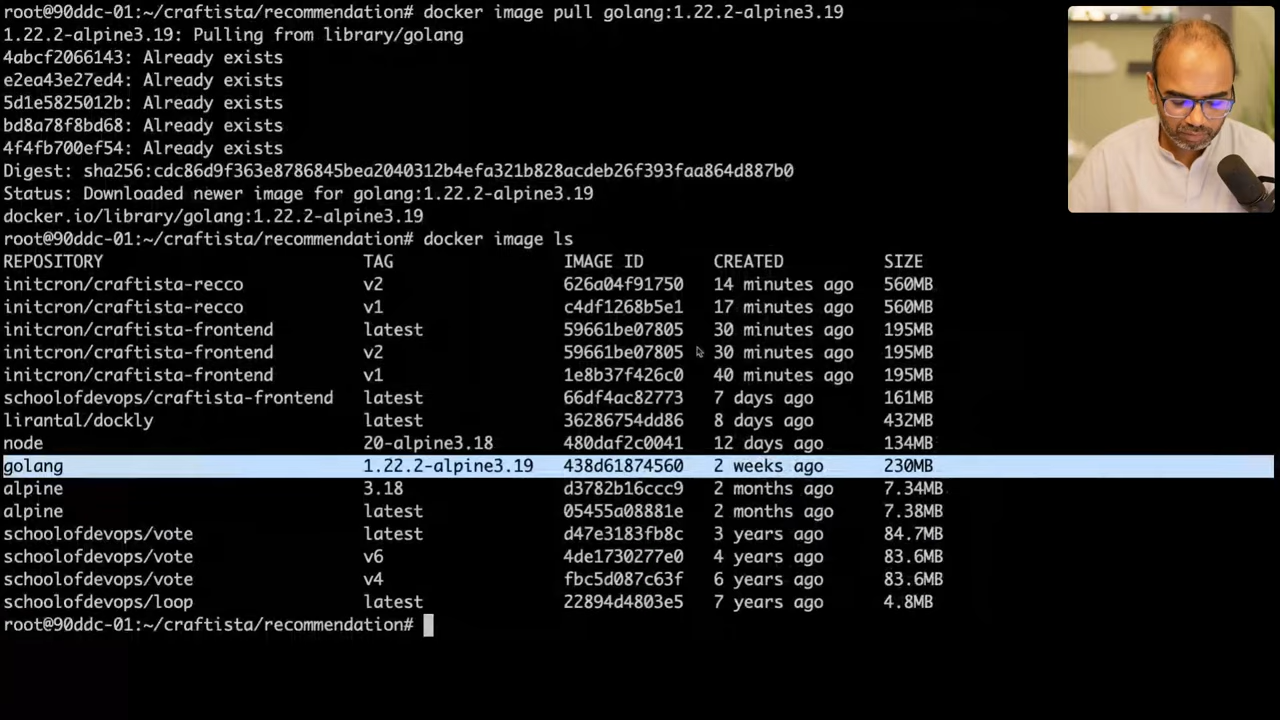 root@90ddc-01:~/craftista/recommendation# docker image pull golang:1.22.2-alpine3.19
1.22.2-alpine3.19: Pulling from library/golang
4abcf2066143: Already exists
e2ea43e27ed4: Already exists
5d1e5825012b: Already exists
bd8a78f8bd68: Already exists
4f4fb700ef54: Already exists
Digest: sha256:cdc86d9f363e8786845bea2040312b4efa321b828acdeb26f393faa864d887b0
Status: Downloaded newer image for golang:1.22.2-alpine3.19
docker.io/library/golang:1.22.2-alpine3.19
root@90ddc-01:~/craftista/recommendation# docker image ls
REPOSITORY TAG IMAGE ID CREATED SIZE
initcron/craftista-recco v2 626a04f91750 14 minutes ago 560MB
initcron/craftista-recco v1 c4df1268b5e1 17 minutes ago 560MB
initcron/craftista-frontend latest 59661be07805 30 minutes ago 195MB
initcron/craftista-frontend v2 59661be07805 30 minutes ago 195MB
initcron/craftista-frontend v1 1e8b37f426c0 40 minutes ago 195MB
schoolofdevops/craftista-frontend latest 66df4ac82773 7 days ago 161MB
lirantal/dockly latest 36286754dd86 8 days ago 432MB
node 20-alpine3.18 480daf2c0041 12 days ago 134MB
golang 1.22.2-alpine3.19 438d61874560 2 weeks ago 230MB
alpine 3.18 d3782b16ccc9 2 months ago 7.34MB
alpine latest 05455a08881e 2 months ago 7.38MB
schoolofdevops/vote latest d47e3183fb8c 3 years ago 84.7MB
schoolofdevops/vote v6 4de1730277e0 4 years ago 83.6MB
schoolofdevops/vote v4 fbc5d087c63f 6 years ago 83.6MB
schoolofdevops/loop latest 22894d4803e5 7 years ago 4.8MB
root@90ddc-01:~/craftista/recommendation#